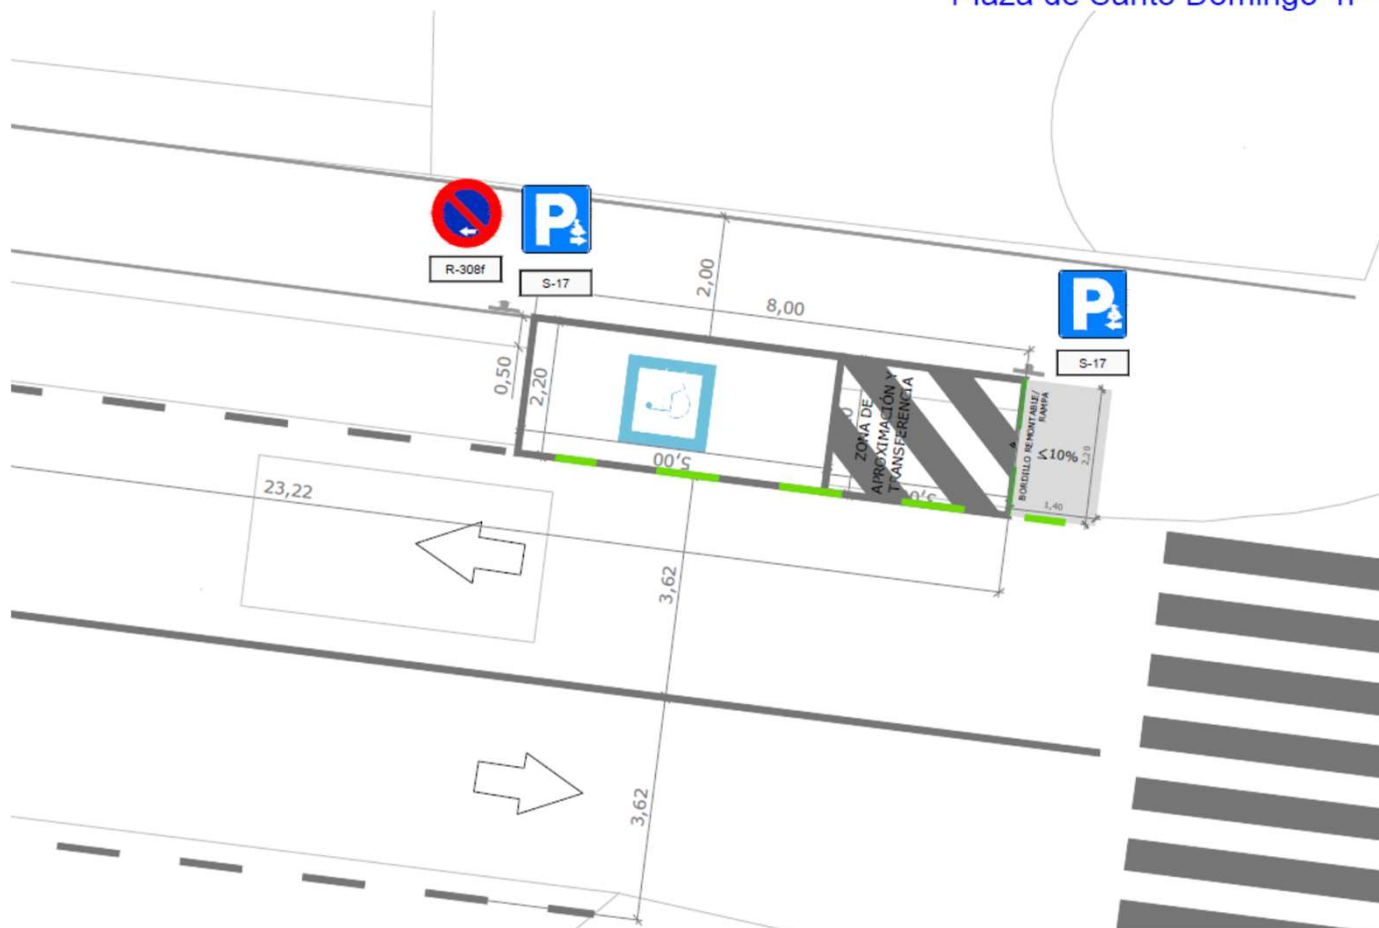 Plaza de Santo Domingo
P
P
R-308f
S-17
2,00
8,00
P
S-17
0,50
2,20
5,00
ZONA DE
APROXIMACIÓN Y
TRANSFERENCIA
BORDILLO REMONTABLE/
RAMPA
≤10%
2,20
1,40
23,22
3,62
3,62